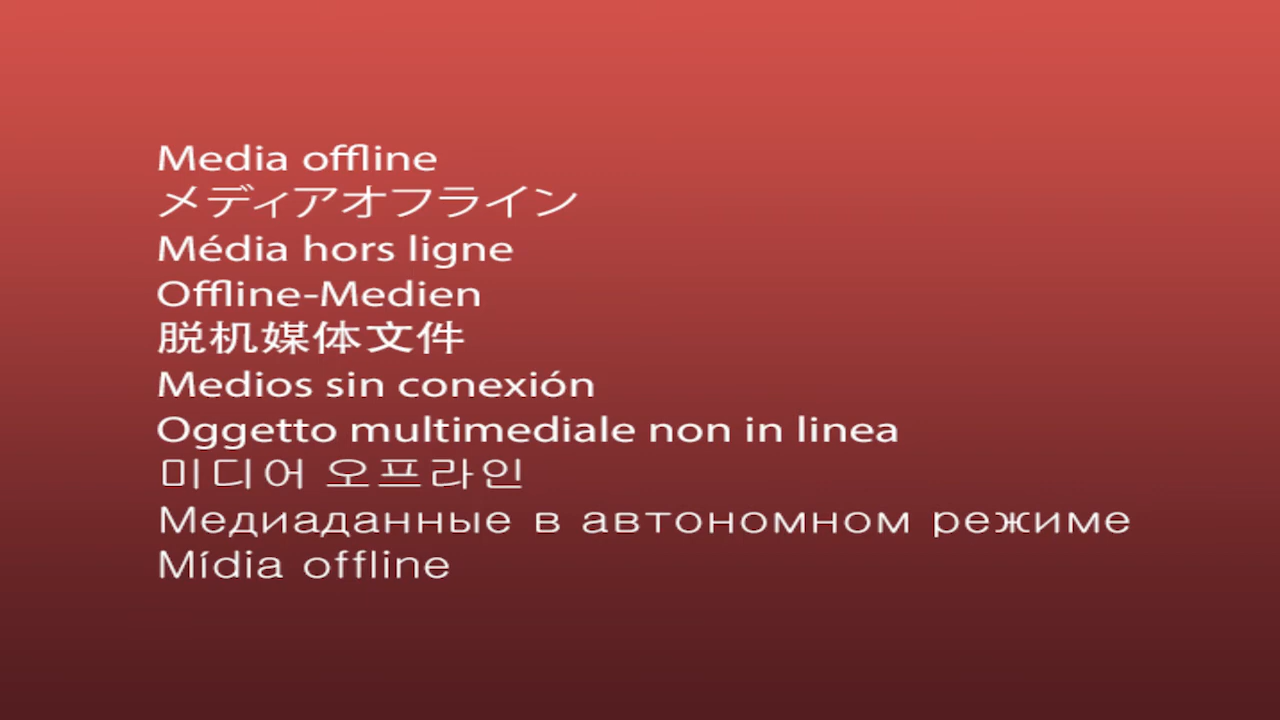 Media offline
メディアオフライン
Média hors ligne
Offline-Medien
脱机媒体文件
Medios sin conexión
Oggetto multimediale non in linea
미디어 오프라인
Медиаданные в автономном режиме
Mídia offline